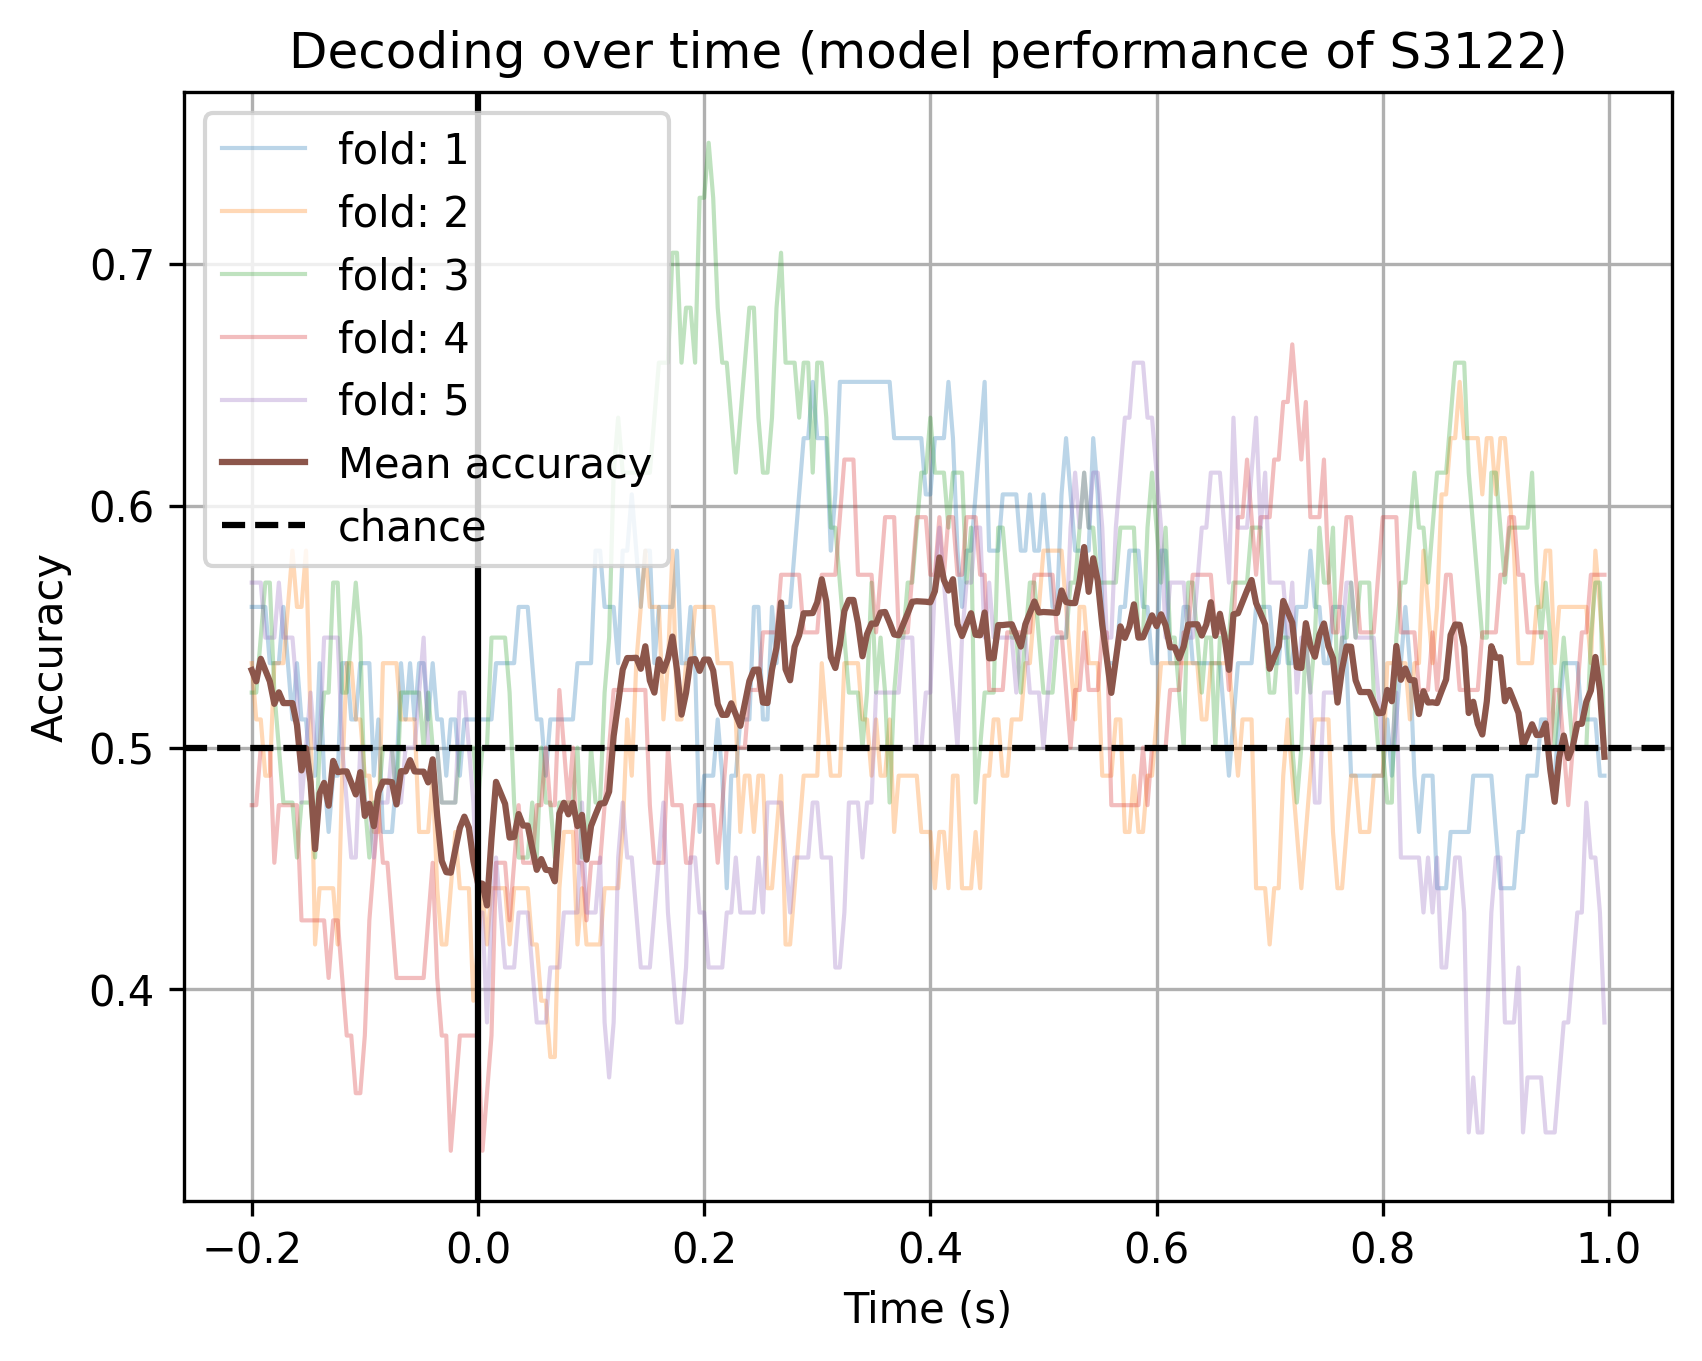 Decoding over time (model performance of S3122)
fold: 1
fold: 2
fold: 3
fold: 4
fold: 5
Mean accuracy
chance
Accuracy
0.7
0.6
0.5
0.4
−0.2 0.0 0.2 0.4 0.6 0.8 1.0
Time (s)